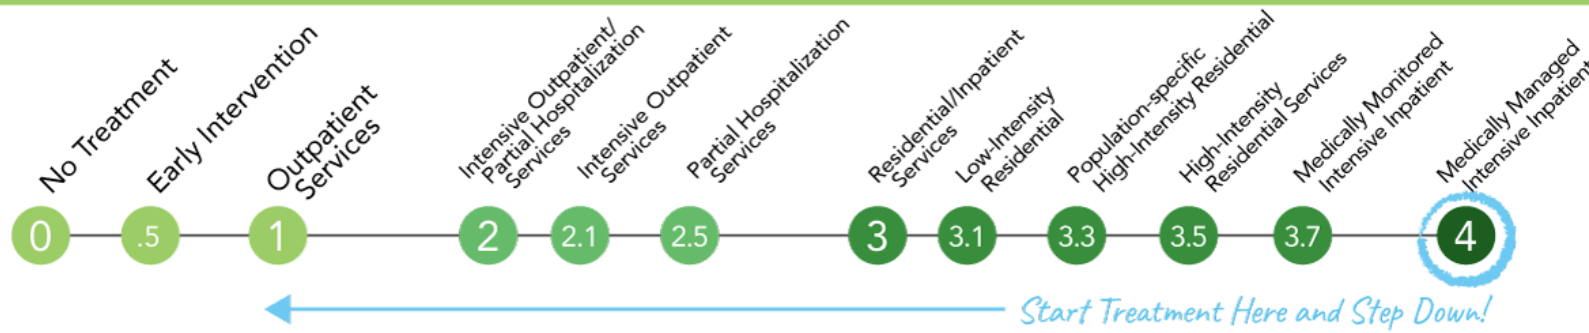 No Treatment
Early Intervention
Outpatient
Services
Intensive Outpatient/
Partial Hospitalization
Services
Intensive Outpatient
Services
Partial Hospitalization
Services
Residential/Inpatient
Services
Low-Intensity
Residential
Population-specific
High-Intensity Residential
High-Intensity
Residential Services
Medically Monitored
Intensive Inpatient
Medically Managed
Intensive Inpatient
0
.5
1
2
2.1
2.5
3
3.1
3.3
3.5
3.7
4
Start Treatment Here and Step Down!